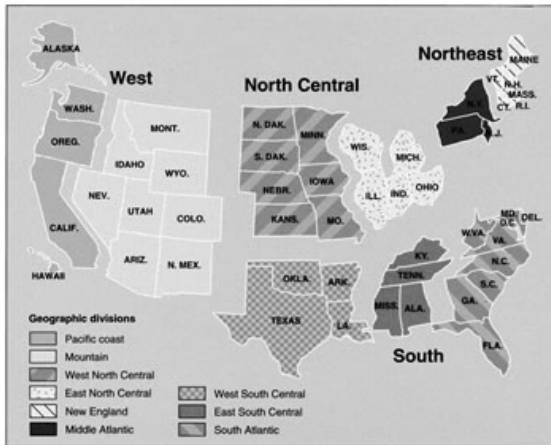 ALASKA
West
North Central
Northeast
MAINE
VT.
N.H.
MASS.
R.I.
CT.
N.Y.
PA.
N.J.
WASH.
OREG.
CALIF.
HAWAII
MONT.
IDAHO
WYO.
NEV.
UTAH
COLO.
ARIZ.
N. MEX.
N. DAK.
MINN.
S. DAK.
NEBR.
IOWA
KANS.
MO.
WIS.
MICH.
ILL.
IND.
OHIO
MD.
D.C.
DEL.
W.VA.
VA.
N.C.
S.C.
GA.
FLA.
KY.
TENN.
MISS.
ALA.
OKLA.
ARK.
TEXAS
LA.
South
Geographic divisions
Pacific coast
Mountain
West North Central
East North Central
New England
Middle Atlantic
West South Central
East South Central
South Atlantic